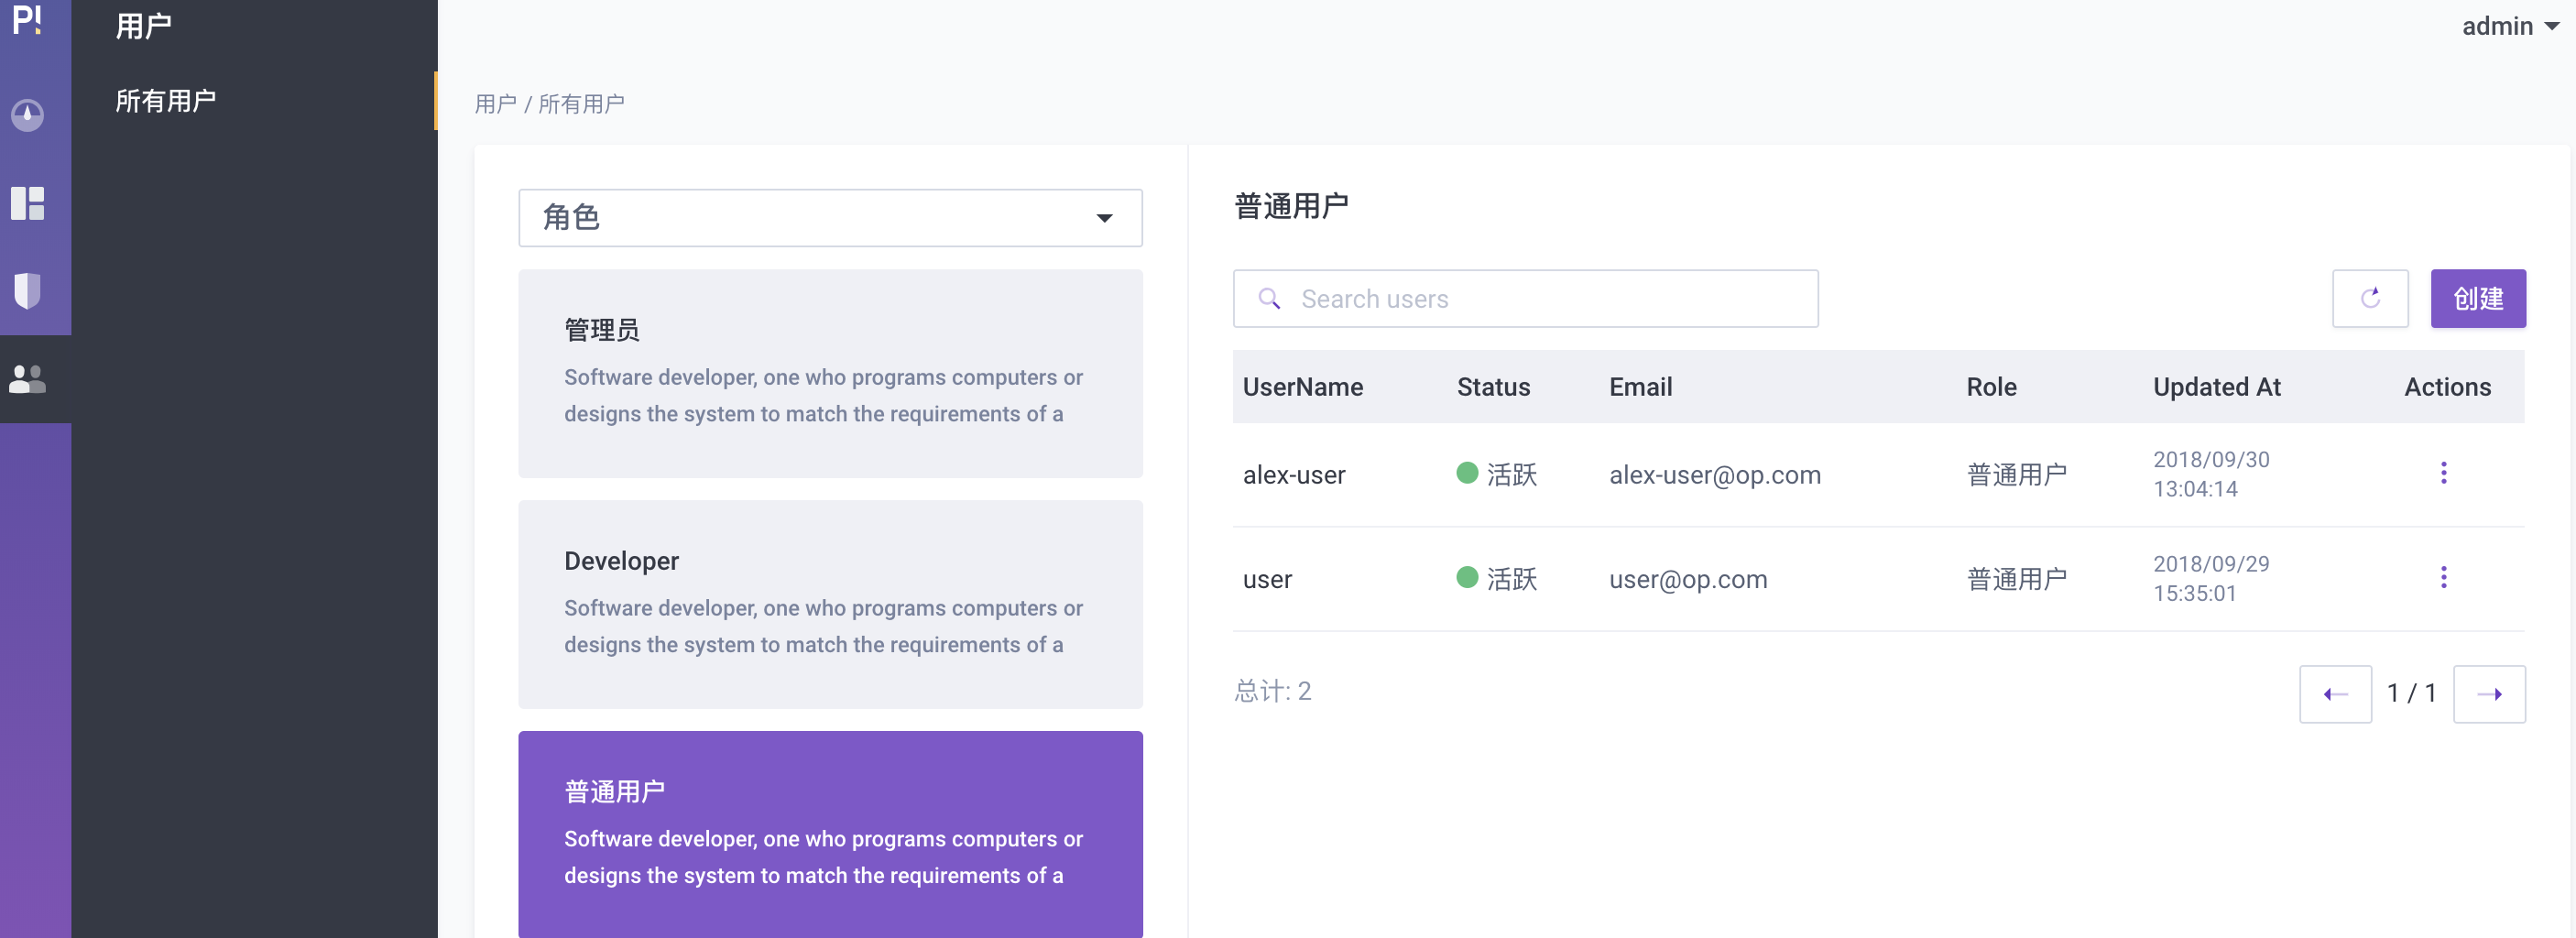 P!
用户
所有用户
admin
用户 / 所有用户
角色
管理员
Software developer, one who programs computers or
designs the system to match the requirements of a
Developer
Software developer, one who programs computers or
designs the system to match the requirements of a
普通用户
Software developer, one who programs computers or
designs the system to match the requirements of a
普通用户
Search users
创建
UserName Status Email Role Updated At Actions
alex-user 活跃 alex-user@op.com 普通用户 2018/09/30
13:04:14
user 活跃 user@op.com 普通用户 2018/09/29
15:35:01
总计: 2
1 / 1